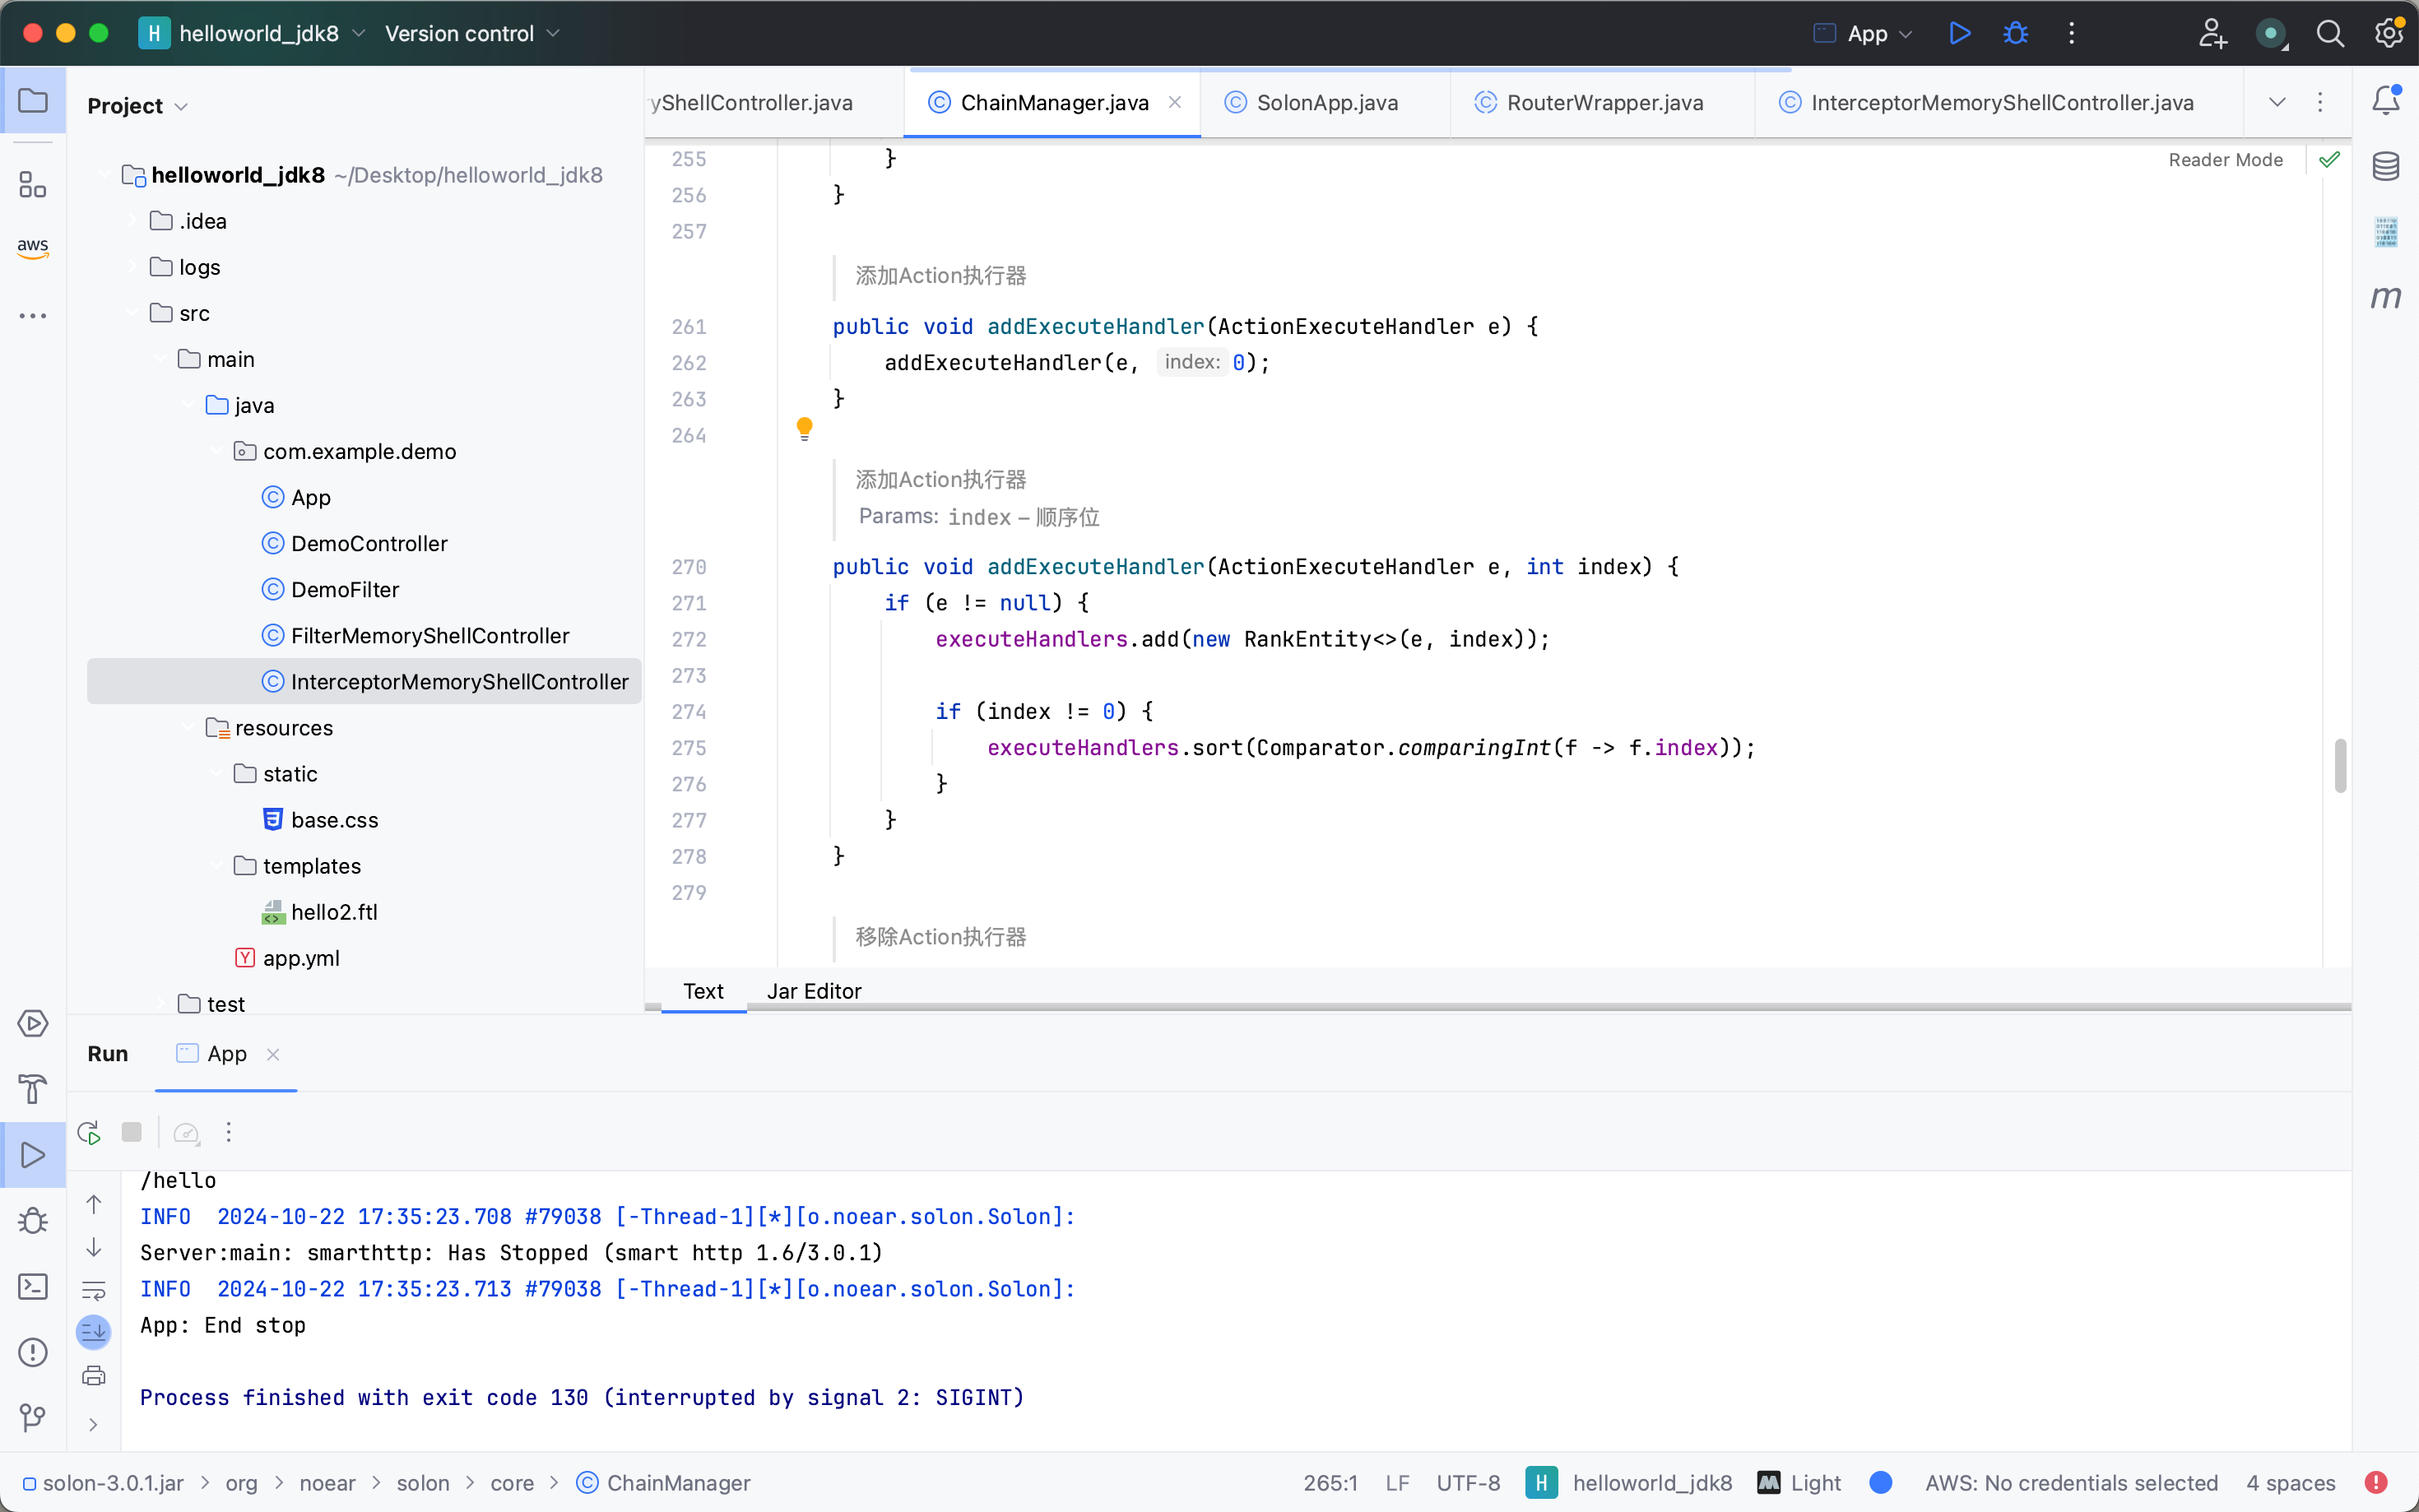 H helloworld_jdk8 Version control App
Project
helloworld_jdk8 ~/Desktop/helloworld_jdk8
.idea
logs
src
main
java
com.example.demo
App
DemoController
DemoFilter
FilterMemoryShellController
InterceptorMemoryShellController
resources
static
base.css
templates
hello2.ftl
app.yml
test
aws
yShellController.java ChainManager.java SolonApp.java RouterWrapper.java InterceptorMemoryShellController.java
Reader Mode
255 }
256 }
257
添加Action执行器
261 public void addExecuteHandler(ActionExecuteHandler e) {
262 addExecuteHandler(e, index: 0);
263 }
264
添加Action执行器
Params: index – 顺序位
270 public void addExecuteHandler(ActionExecuteHandler e, int index) {
271 if (e != null) {
272 executeHandlers.add(new RankEntity<>(e, index));
273
274 if (index != 0) {
275 executeHandlers.sort(Comparator.comparingInt(f -> f.index));
276 }
277 }
278 }
279
移除Action执行器
Text Jar Editor
m
Run App
/hello
INFO  2024-10-22 17:35:23.708 #79038 [-Thread-1][*][o.noear.solon.Solon]:
Server:main: smarthttp: Has Stopped (smart http 1.6/3.0.1)
INFO  2024-10-22 17:35:23.713 #79038 [-Thread-1][*][o.noear.solon.Solon]:
App: End stop
Process finished with exit code 130 (interrupted by signal 2: SIGINT)
solon-3.0.1.jar > org > noear > solon > core > ChainManager 265:1 LF UTF-8 H helloworld_jdk8 Light AWS: No credentials selected 4 spaces